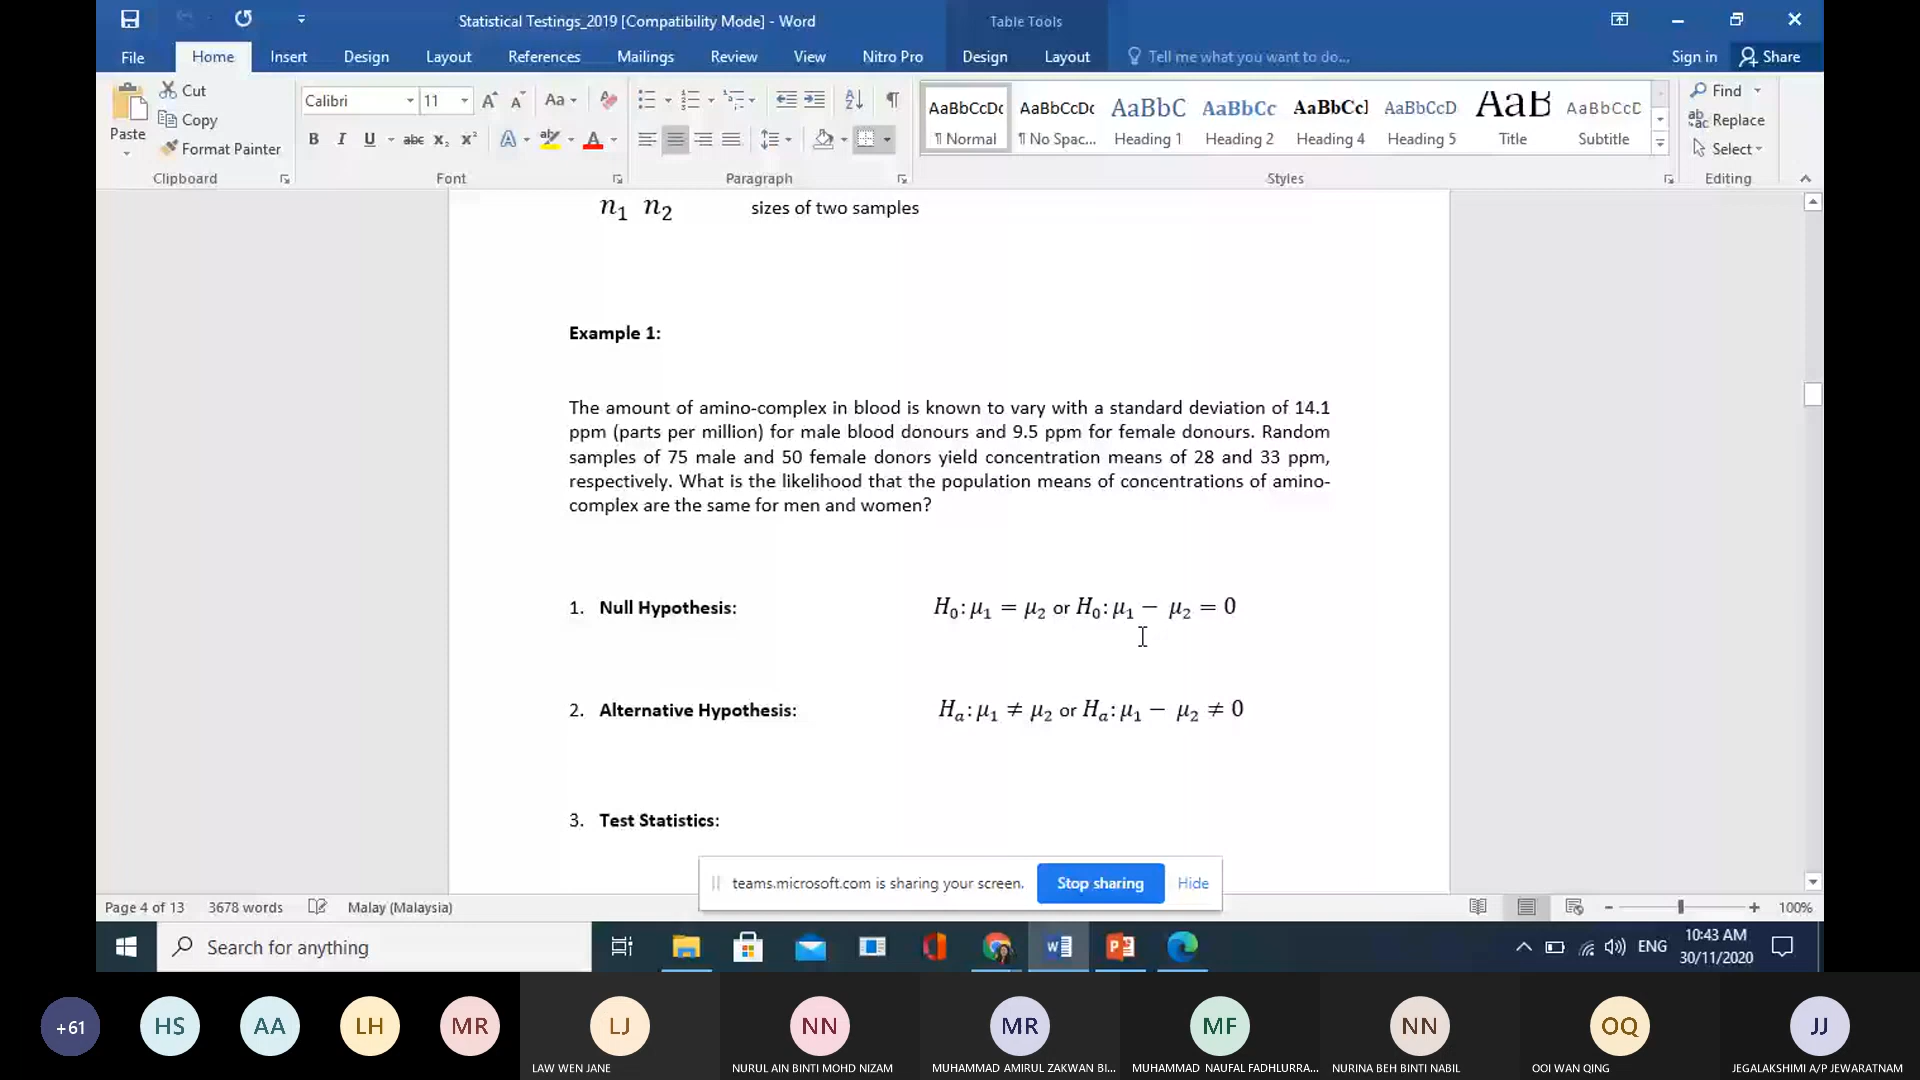 Statistical Testings_2019 [Compatibility Mode] - Word
Table Tools
File Home Insert Design Layout References Mailings Review View Nitro Pro Design Layout Tell me what you want to do... Sign in Share
Paste
Cut
Copy
Format Painter
Clipboard
Calibri 11
Font
Paragraph
AaBbCcDc AaBbCcDc AaBbC AaBbCc AaBbCcI AaBbCcD AaB AaBbCcD
¶ Normal ¶ No Spac... Heading 1 Heading 2 Heading 4 Heading 5 Title Subtitle
Styles
Find
Replace
Select
Editing
n₁ n₂ sizes of two samples
Example 1:
The amount of amino-complex in blood is known to vary with a standard deviation of 14.1
ppm (parts per million) for male blood donours and 9.5 ppm for female donours. Random
samples of 75 male and 50 female donors yield concentration means of 28 and 33 ppm,
respectively. What is the likelihood that the population means of concentrations of amino-
complex are the same for men and women?
1. Null Hypothesis: H₀: μ₁ = μ₂ or H₀: μ₁ − μ₂ = 0
2. Alternative Hypothesis: Hₐ: μ₁ ≠ μ₂ or Hₐ: μ₁ − μ₂ ≠ 0
3. Test Statistics:
teams.microsoft.com is sharing your screen. Stop sharing Hide
Page 4 of 13 3678 words Malay (Malaysia) 100%
Search for anything
ENG
10:43 AM
30/11/2020
+61 HS AA LH MR LJ NN MR MF NN OQ JJ
LAW WEN JANE NURUL AIN BINTI MOHD NIZAM MUHAMMAD AMIRUL ZAKWAN BI... MUHAMMAD NAUFAL FADHLURRA... NURINA BEH BINTI NABIL OOI WAN QING JEGALAKSHIMI A/P JEWARATNAM